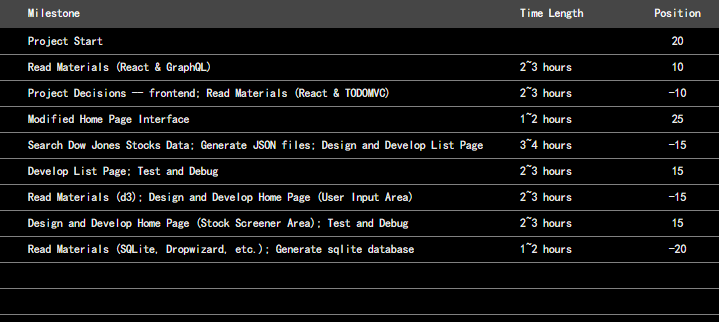 Milestone Time Length Position
Project Start 20
Read Materials (React & GraphQL) 2~3 hours 10
Project Decisions -- frontend; Read Materials (React & TODOMVC) 2~3 hours -10
Modified Home Page Interface 1~2 hours 25
Search Dow Jones Stocks Data; Generate JSON files; Design and Develop List Page 3~4 hours -15
Develop List Page; Test and Debug 2~3 hours 15
Read Materials (d3); Design and Develop Home Page (User Input Area) 2~3 hours -15
Design and Develop Home Page (Stock Screener Area); Test and Debug 2~3 hours 15
Read Materials (SQLite, Dropwizard, etc.); Generate sqlite database 1~2 hours -20